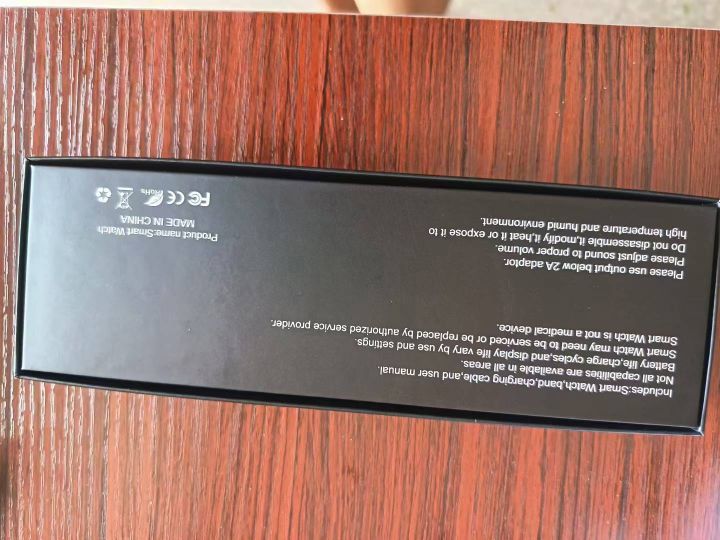 Includes:Smart Watch,band,charging cable,and user manual.
Not all capabilities are available in all areas.
Battery life,charge cycles,and display life vary by use and settings.
Smart Watch may need to be serviced or be replaced by authorized service provider.
Smart Watch is not a medical device.
Please use output below 2A adaptor.
Please adjust sound to proper volume.
Do not disassemble it,modify it,heat it or expose it to
high temperature and humid environment.
Product name:Smart Watch
MADE IN CHINA
FC CE RoHs